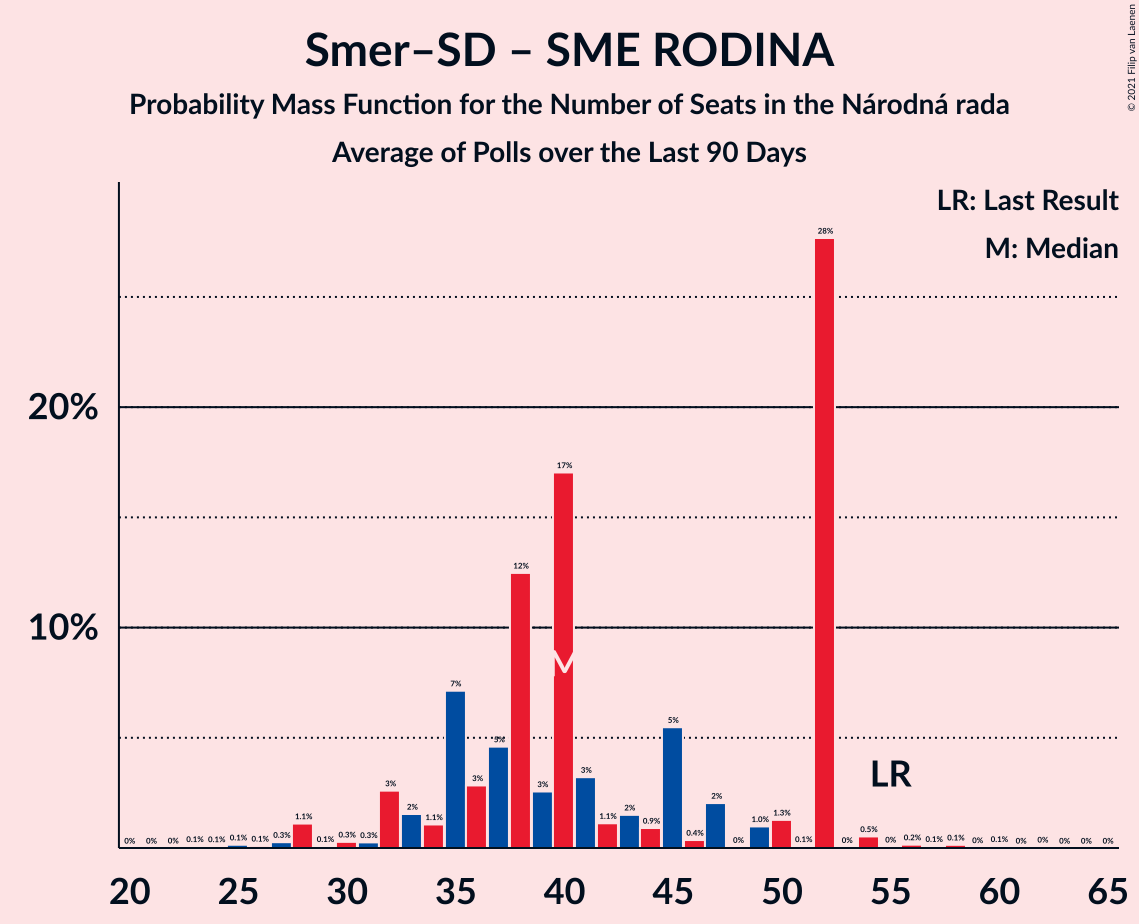 Smer–SD – SME RODINA
Probability Mass Function for the Number of Seats in the Národná rada
Average of Polls over the Last 90 Days
© 2021 Filip van Laenen
LR: Last Result
M: Median
28%
20%
17%
12%
10%
M
7%
5%
5%
LR
3%
3%
3%
3%
2%
2%
2%
1.1%
1.1%
1.1%
0.9%
1.0%
1.3%
0% 0% 0% 0.1% 0.1% 0.1% 0.1% 0.3% 0.1% 0.3% 0.3% 0.4% 0% 0.1% 0% 0.5% 0% 0.2% 0.1% 0.1% 0% 0.1% 0% 0% 0% 0% 0%
20 25 30 35 40 45 50 55 60 65